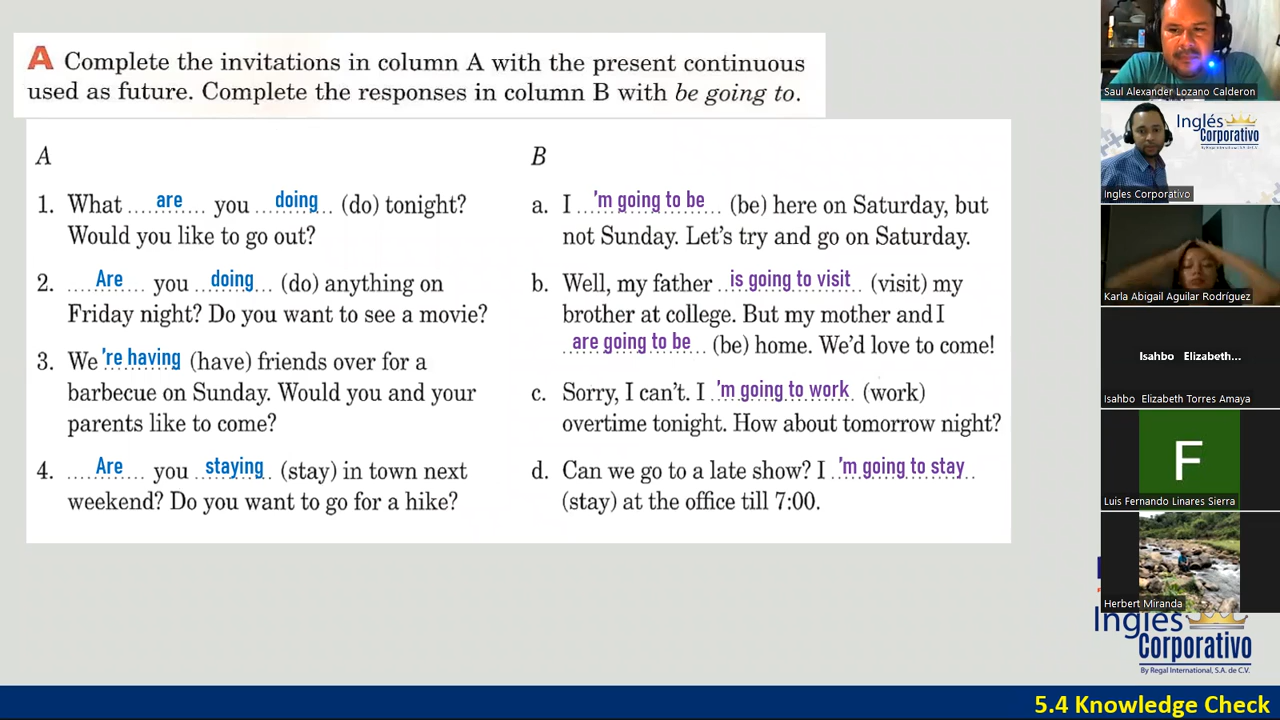 A Complete the invitations in column A with the present continuous
used as future. Complete the responses in column B with be going to.
A
1. What are you doing (do) tonight?
Would you like to go out?
2. Are you doing (do) anything on
Friday night? Do you want to see a movie?
3. We 're having (have) friends over for a
barbecue on Sunday. Would you and your
parents like to come?
4. Are you staying (stay) in town next
weekend? Do you want to go for a hike?
B
a. I 'm going to be (be) here on Saturday, but
not Sunday. Let's try and go on Saturday.
b. Well, my father is going to visit (visit) my
brother at college. But my mother and I
are going to be (be) home. We'd love to come!
c. Sorry, I can't. I 'm going to work (work)
overtime tonight. How about tomorrow night?
d. Can we go to a late show? I 'm going to stay
(stay) at the office till 7:00.
Saul Alexander Lozano Calderon
Inglés
Corporativo
By Regal International, S.A. de C.V.
Ingles Corporativo
Karla Abigail Aguilar Rodríguez
Isahbo Elizabeth...
Isahbo Elizabeth Torres Amaya
F
Luis Fernando Linares Sierra
Herbert Miranda
Inglés
Corporativo
By Regal International, S.A. de C.V.
5.4 Knowledge Check